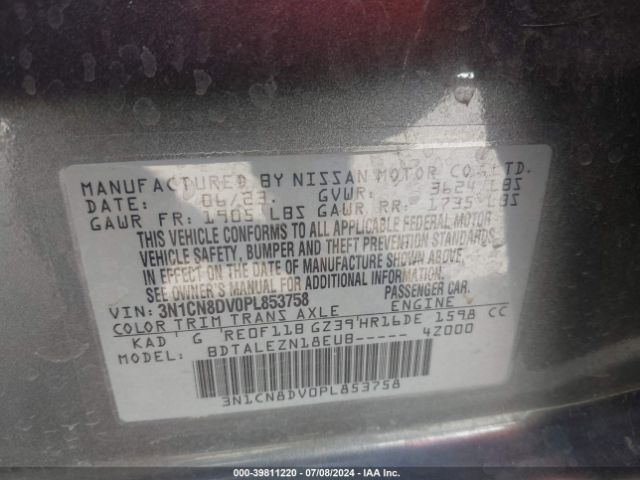 MANUFACTURED BY NISSAN MOTOR CO.,LTD.
DATE: 06/23. GVWR: 3624 LBS
GAWR FR: 1905 LBS GAWR RR: 1735 LBS
THIS VEHICLE CONFORMS TO ALL APPLICABLE FEDERAL MOTOR
VEHICLE SAFETY, BUMPER AND THEFT PREVENTION STANDARDS
IN EFFECT ON THE DATE OF MANUFACTURE SHOWN ABOVE.
SEE OWNER'S MANUAL FOR ADDITIONAL INFORMATION.
VIN: 3N1CN8DV0PL853758 PASSENGER CAR.
COLOR TRIM TRANS AXLE ENGINE
KAD G RE0F11B GZ39 HR16DE 1598 CC
MODEL: BDTALEZN18EUB----- 42000
3N1CN8DV0PL853758
000-39811220 | 07/08/2024 | IAA Inc.